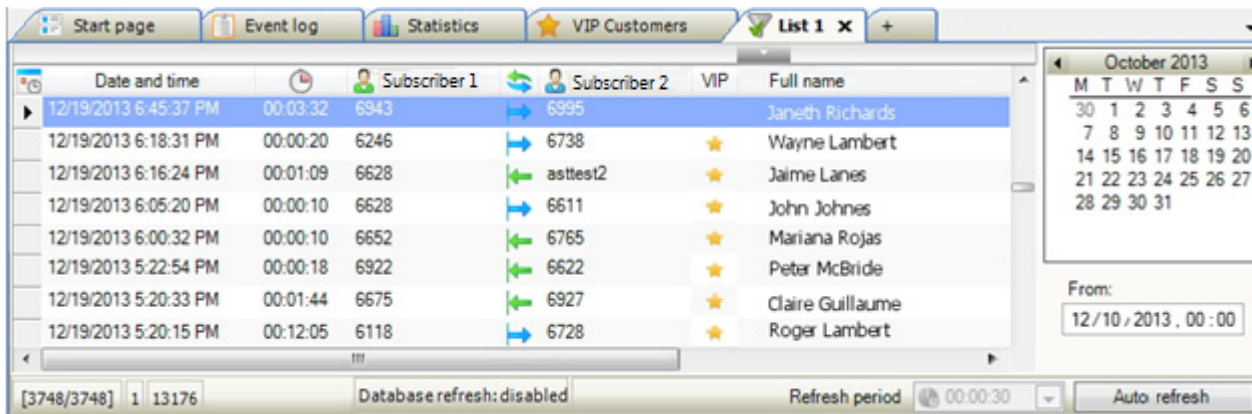 Start page Event log Statistics VIP Customers List 1 x +
October 2013
Date and time Subscriber 1 Subscriber 2 VIP Full name
M T W T F S S
12/19/2013 6:45:37 PM 00:03:32 6943 6995 Janeth Richards
30 1 2 3 4 5 6
12/19/2013 6:18:31 PM 00:00:20 6246 6738 Wayne Lambert
7 8 9 10 11 12 13
12/19/2013 6:16:24 PM 00:01:09 6628 asttest2 Jaime Lanes
14 15 16 17 18 19 20
21 22 23 24 25 26 27
12/19/2013 6:05:20 PM 00:00:10 6628 6611 John Johnes
28 29 30 31
12/19/2013 6:00:32 PM 00:00:10 6652 6765 Mariana Rojas
12/19/2013 5:22:54 PM 00:00:18 6922 6622 Peter McBride
From:
12/19/2013 5:20:33 PM 00:01:44 6675 6927 Claire Guillaume
12/10/2013, 00:00
12/19/2013 5:20:15 PM 00:12:05 6118 6728 Roger Lambert
[3748/3748] 1 13176 Database refresh: disabled Refresh period 00:00:30 Auto refresh